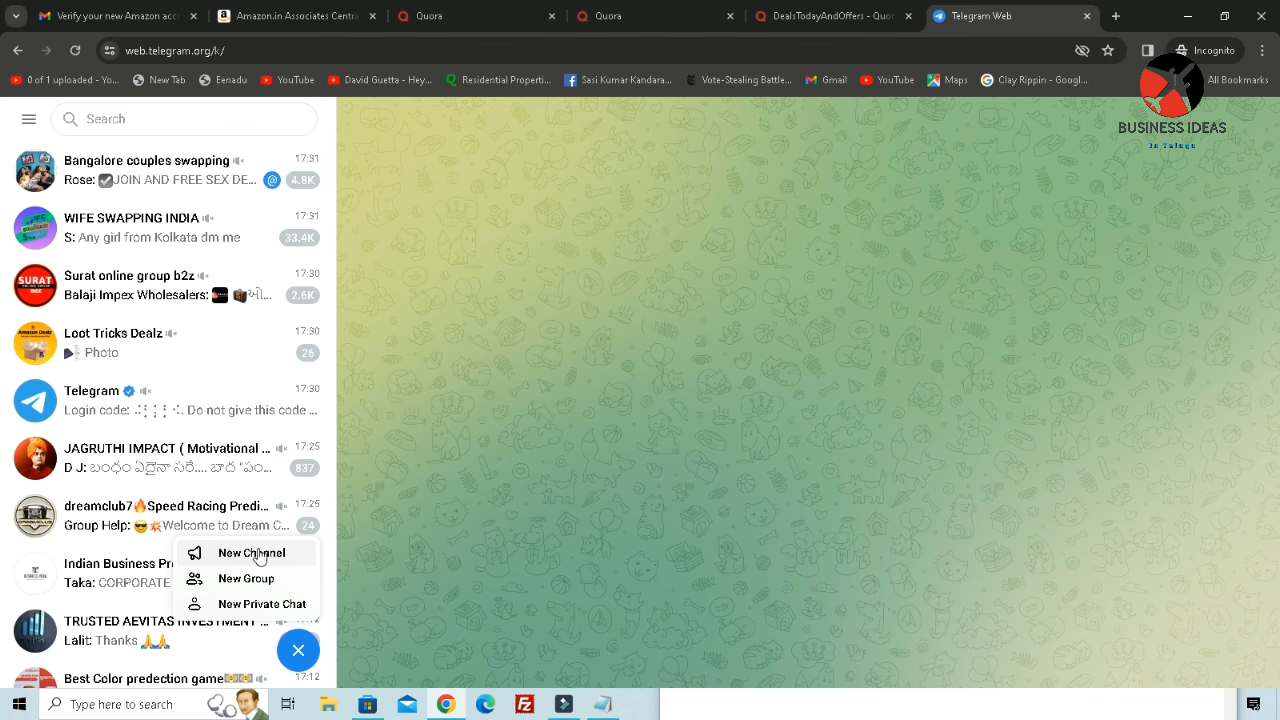 Verify your new Amazon acc
Amazon.in Associates Centr
Quora
Quora
DealsTodayAndOffers - Quor
Telegram Web
web.telegram.org/k/
Incognito
0 of 1 uploaded - Yo...
New Tab
Eenadu
YouTube
David Guetta - Hey,...
Residential Properti...
Sasi Kumar Kandara...
Vote-Stealing Battle...
Gmail
YouTube
Maps
Clay Rippin - Googl...
All Bookmarks
BUSINESS IDEAS
In Telugu
Search
Bangalore couples swapping 17:31
Rose: JOIN AND FREE SEX DE... @ 4.8K
WIFE SWAPPING INDIA 17:31
S: Any girl from Kolkata dm me 33.4K
SURAT
B2Z
Surat online group b2z 17:30
Balaji Impex Wholesalers: 2.6K
Amazon Deals
Loot Tricks Dealz 17:30
Photo 26
Telegram 17:30
Login code: Do not give this code ...
JAGRUTHI IMPACT ( Motivational ... 17:25
D J: బంధం ఏదైనా సరే.... బాధ "పం... 837
dreamclub7🔥Speed Racing Predi... 17:25
Group Help: 😎💥Welcome to Dream C... 24
Indian Business Pr
Taka: CORPORATE
New Channel
New Group
New Private Chat
TRUSTED AEVITAS INVESTMENT ... 17:12
Lalit: Thanks 🙏🙏
Best Color predection game💵💵 17:12
Type here to search